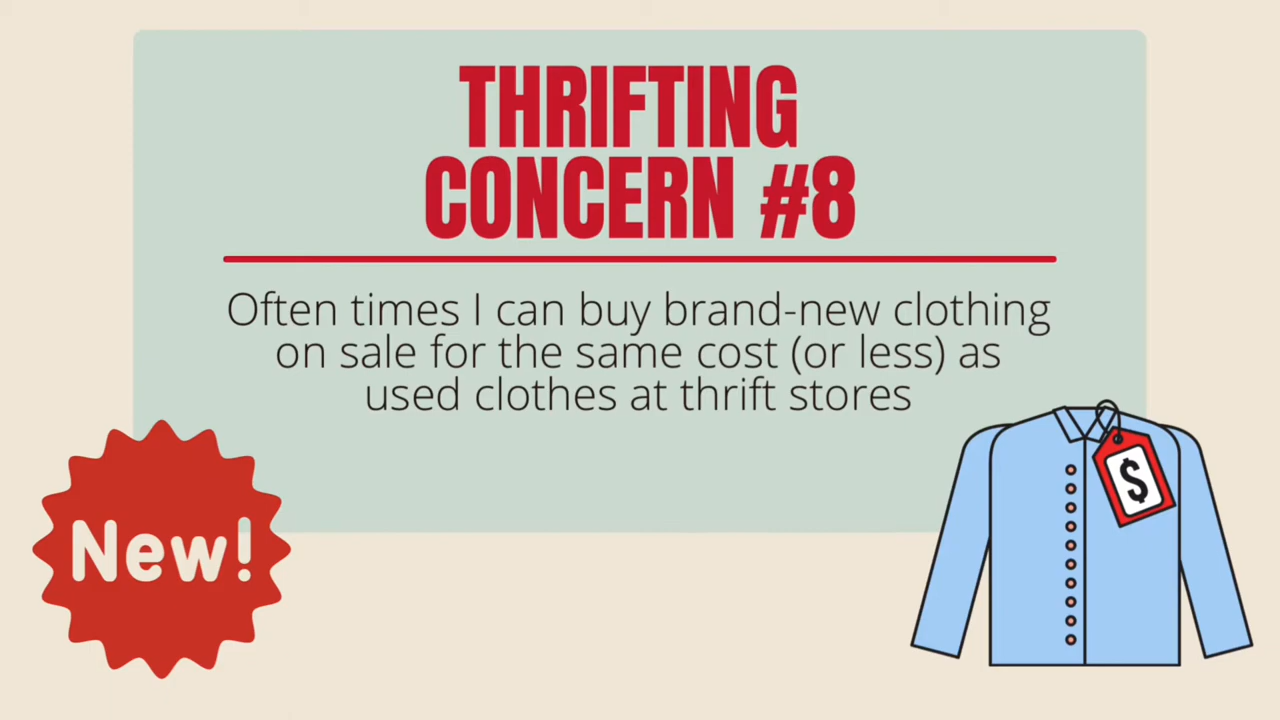 THRIFTING
CONCERN #8
Often times I can buy brand-new clothing
on sale for the same cost (or less) as
used clothes at thrift stores
New!
$